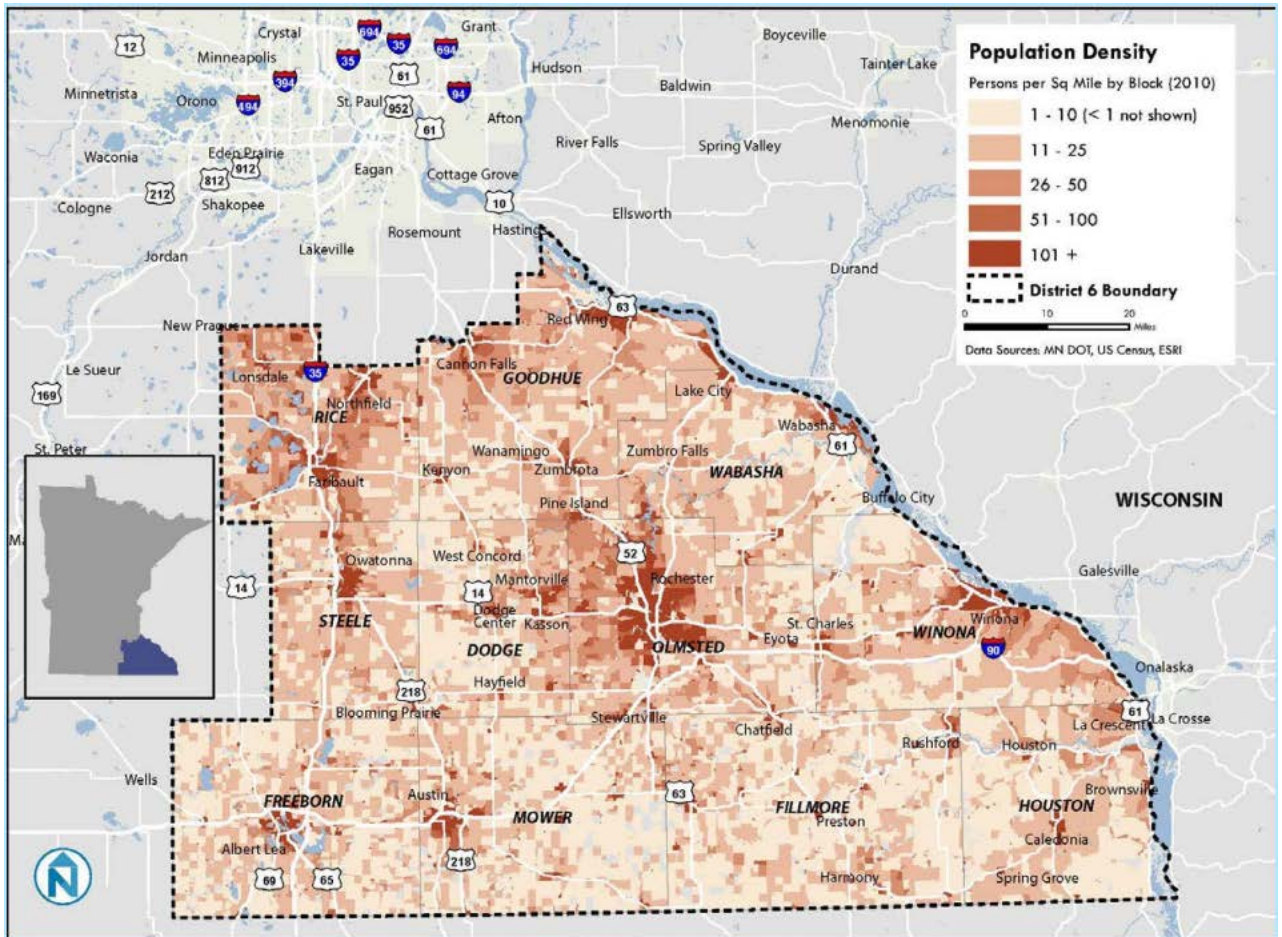 Population Density
Persons per Sq Mile by Block (2010)
1 - 10 (< 1 not shown)
11 - 25
26 - 50
51 - 100
101 +
District 6 Boundary
0 10 20
Miles
Data Sources: MN DOT, US Census, ESRI
694
Grant
Crystal
35
694
Boyceville
12
Minneapolis
35
61
Tainter Lake
Hudson
394
Baldwin
Minnetrista
Orono
494
St. Paul
952
94
Menomonie
61
Afton
River Falls
Spring Valley
Waconia
Eden Prairie
912
812
Eagan
Cottage Grove
212
Cologne
Shakopee
10
Ellsworth
Rosemount
Hasting
Lakeville
Jordan
Durand
63
Red Wing
New Prague
Cannon Falls
Le Sueur
Lonsdale
35
GOODHUE
169
Northfield
RICE
Lake City
Wabasha
St. Peter
Wanamingo
Zumbro Falls
61
Kenyon
Zumbrota
WABASHA
Faribault
Buffalo City
WISCONSIN
Pine Island
Ma
52
Owatonna
West Concord
Galesville
14
Mantorville
Rochester
14
Dodge
Center
Kasson
St. Charles
Winona
STEELE
Eyota
WINONA
DODGE
OLMSTED
90
Onalaska
Hayfield
218
Blooming Prairie
Stewartville
61
La Crescent
La Crosse
Chatfield
Rushford
Houston
Wells
63
Brownsville
Austin
FREEBORN
FILLMORE
HOUSTON
MOWER
Preston
Albert Lea
Caledonia
218
69
65
Harmony
Spring Grove
N